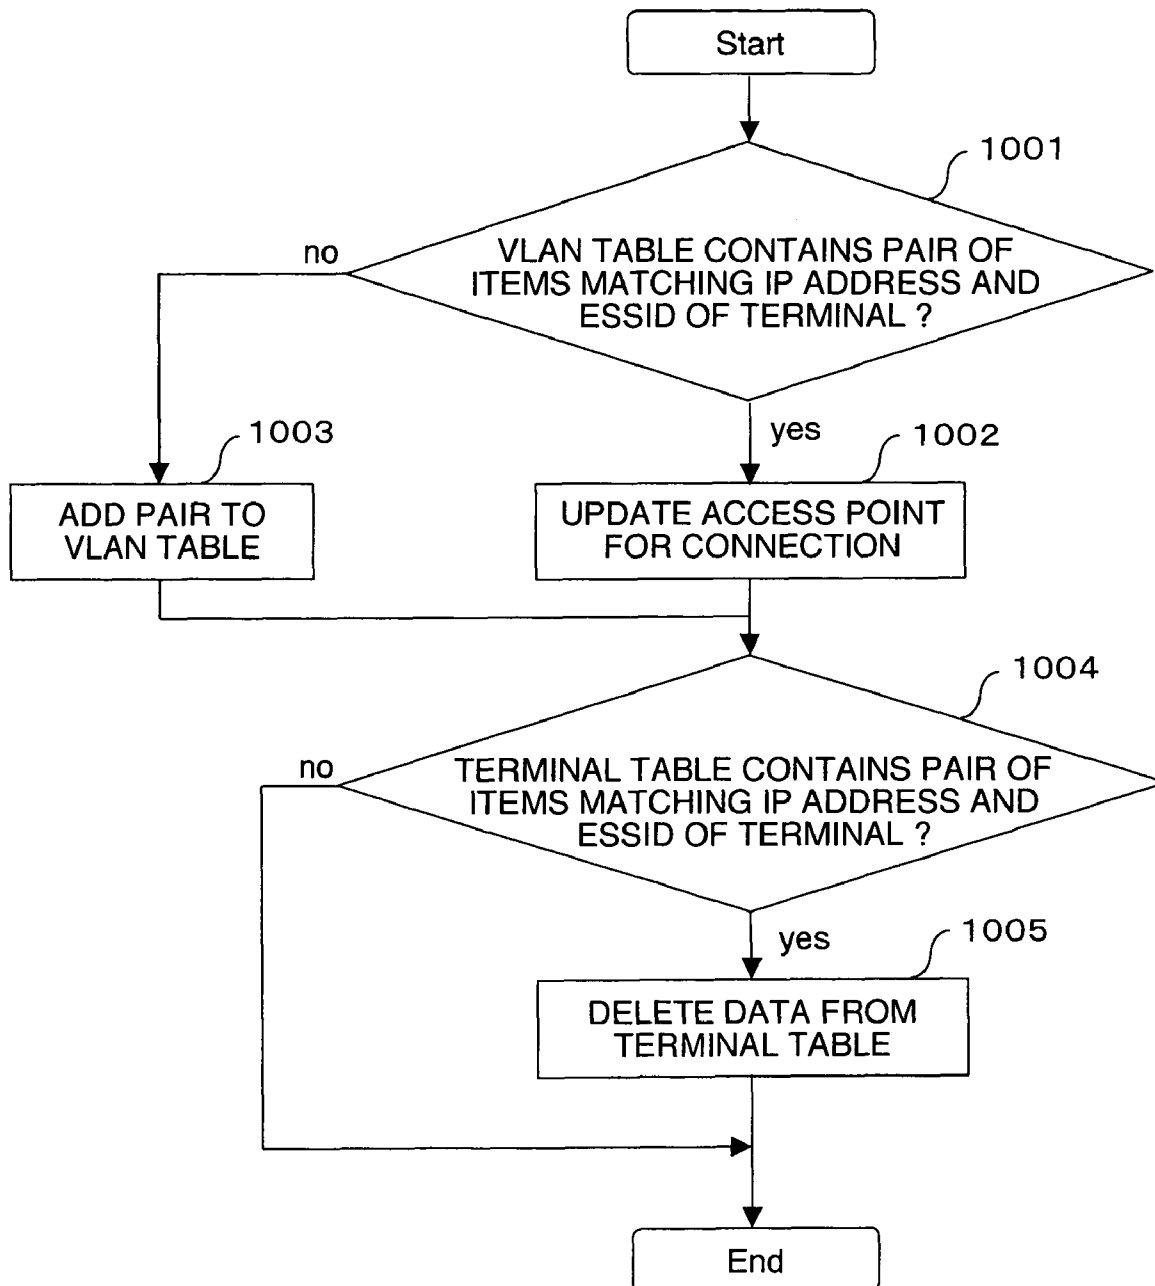 Start
1001
no
VLAN TABLE CONTAINS PAIR OF
ITEMS MATCHING IP ADDRESS AND
ESSID OF TERMINAL ?
yes
1003
1002
ADD PAIR TO
VLAN TABLE
UPDATE ACCESS POINT
FOR CONNECTION
1004
no
TERMINAL TABLE CONTAINS PAIR OF
ITEMS MATCHING IP ADDRESS AND
ESSID OF TERMINAL ?
yes
1005
DELETE DATA FROM
TERMINAL TABLE
End